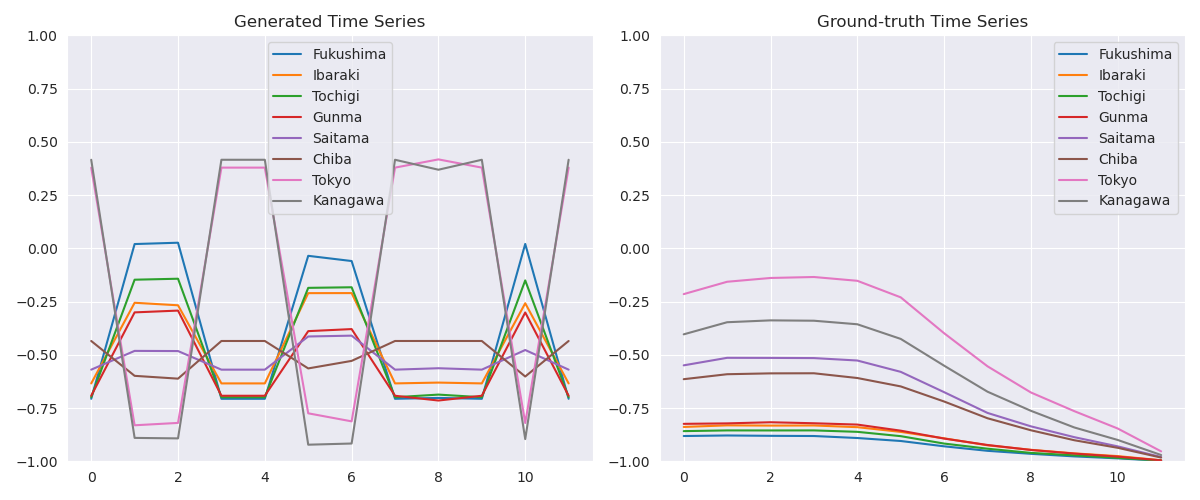 Generated Time Series
1.00
0.75
0.50
0.25
0.00
−0.25
−0.50
−0.75
−1.00
0 2 4 6 8 10
Fukushima
Ibaraki
Tochigi
Gunma
Saitama
Chiba
Tokyo
Kanagawa
Ground-truth Time Series
1.00
0.75
0.50
0.25
0.00
−0.25
−0.50
−0.75
−1.00
0 2 4 6 8 10
Fukushima
Ibaraki
Tochigi
Gunma
Saitama
Chiba
Tokyo
Kanagawa